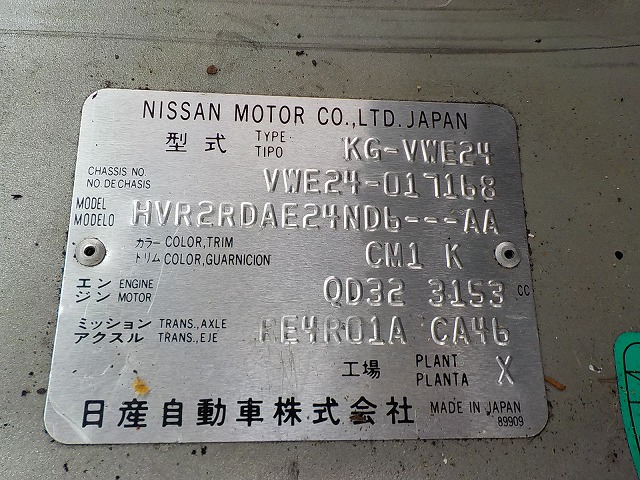 NISSAN MOTOR CO.,LTD. JAPAN
型式 TYPE TIPO KG-VWE24
CHASSIS NO. NO. DE CHASIS VWE24-017168
MODEL MODELO HVR2RDAE24ND6---AA
カラー COLOR,TRIM
トリム COLOR,GUARNICION CM1 K
エンジン ENGINE MOTOR QD32 3153 CC
ミッション TRANS.,AXLE
アクスル TRANS.,EJE RE4R01A CA46
工場 PLANT PLANTA X
日産自動車株式会社 MADE IN JAPAN
89909